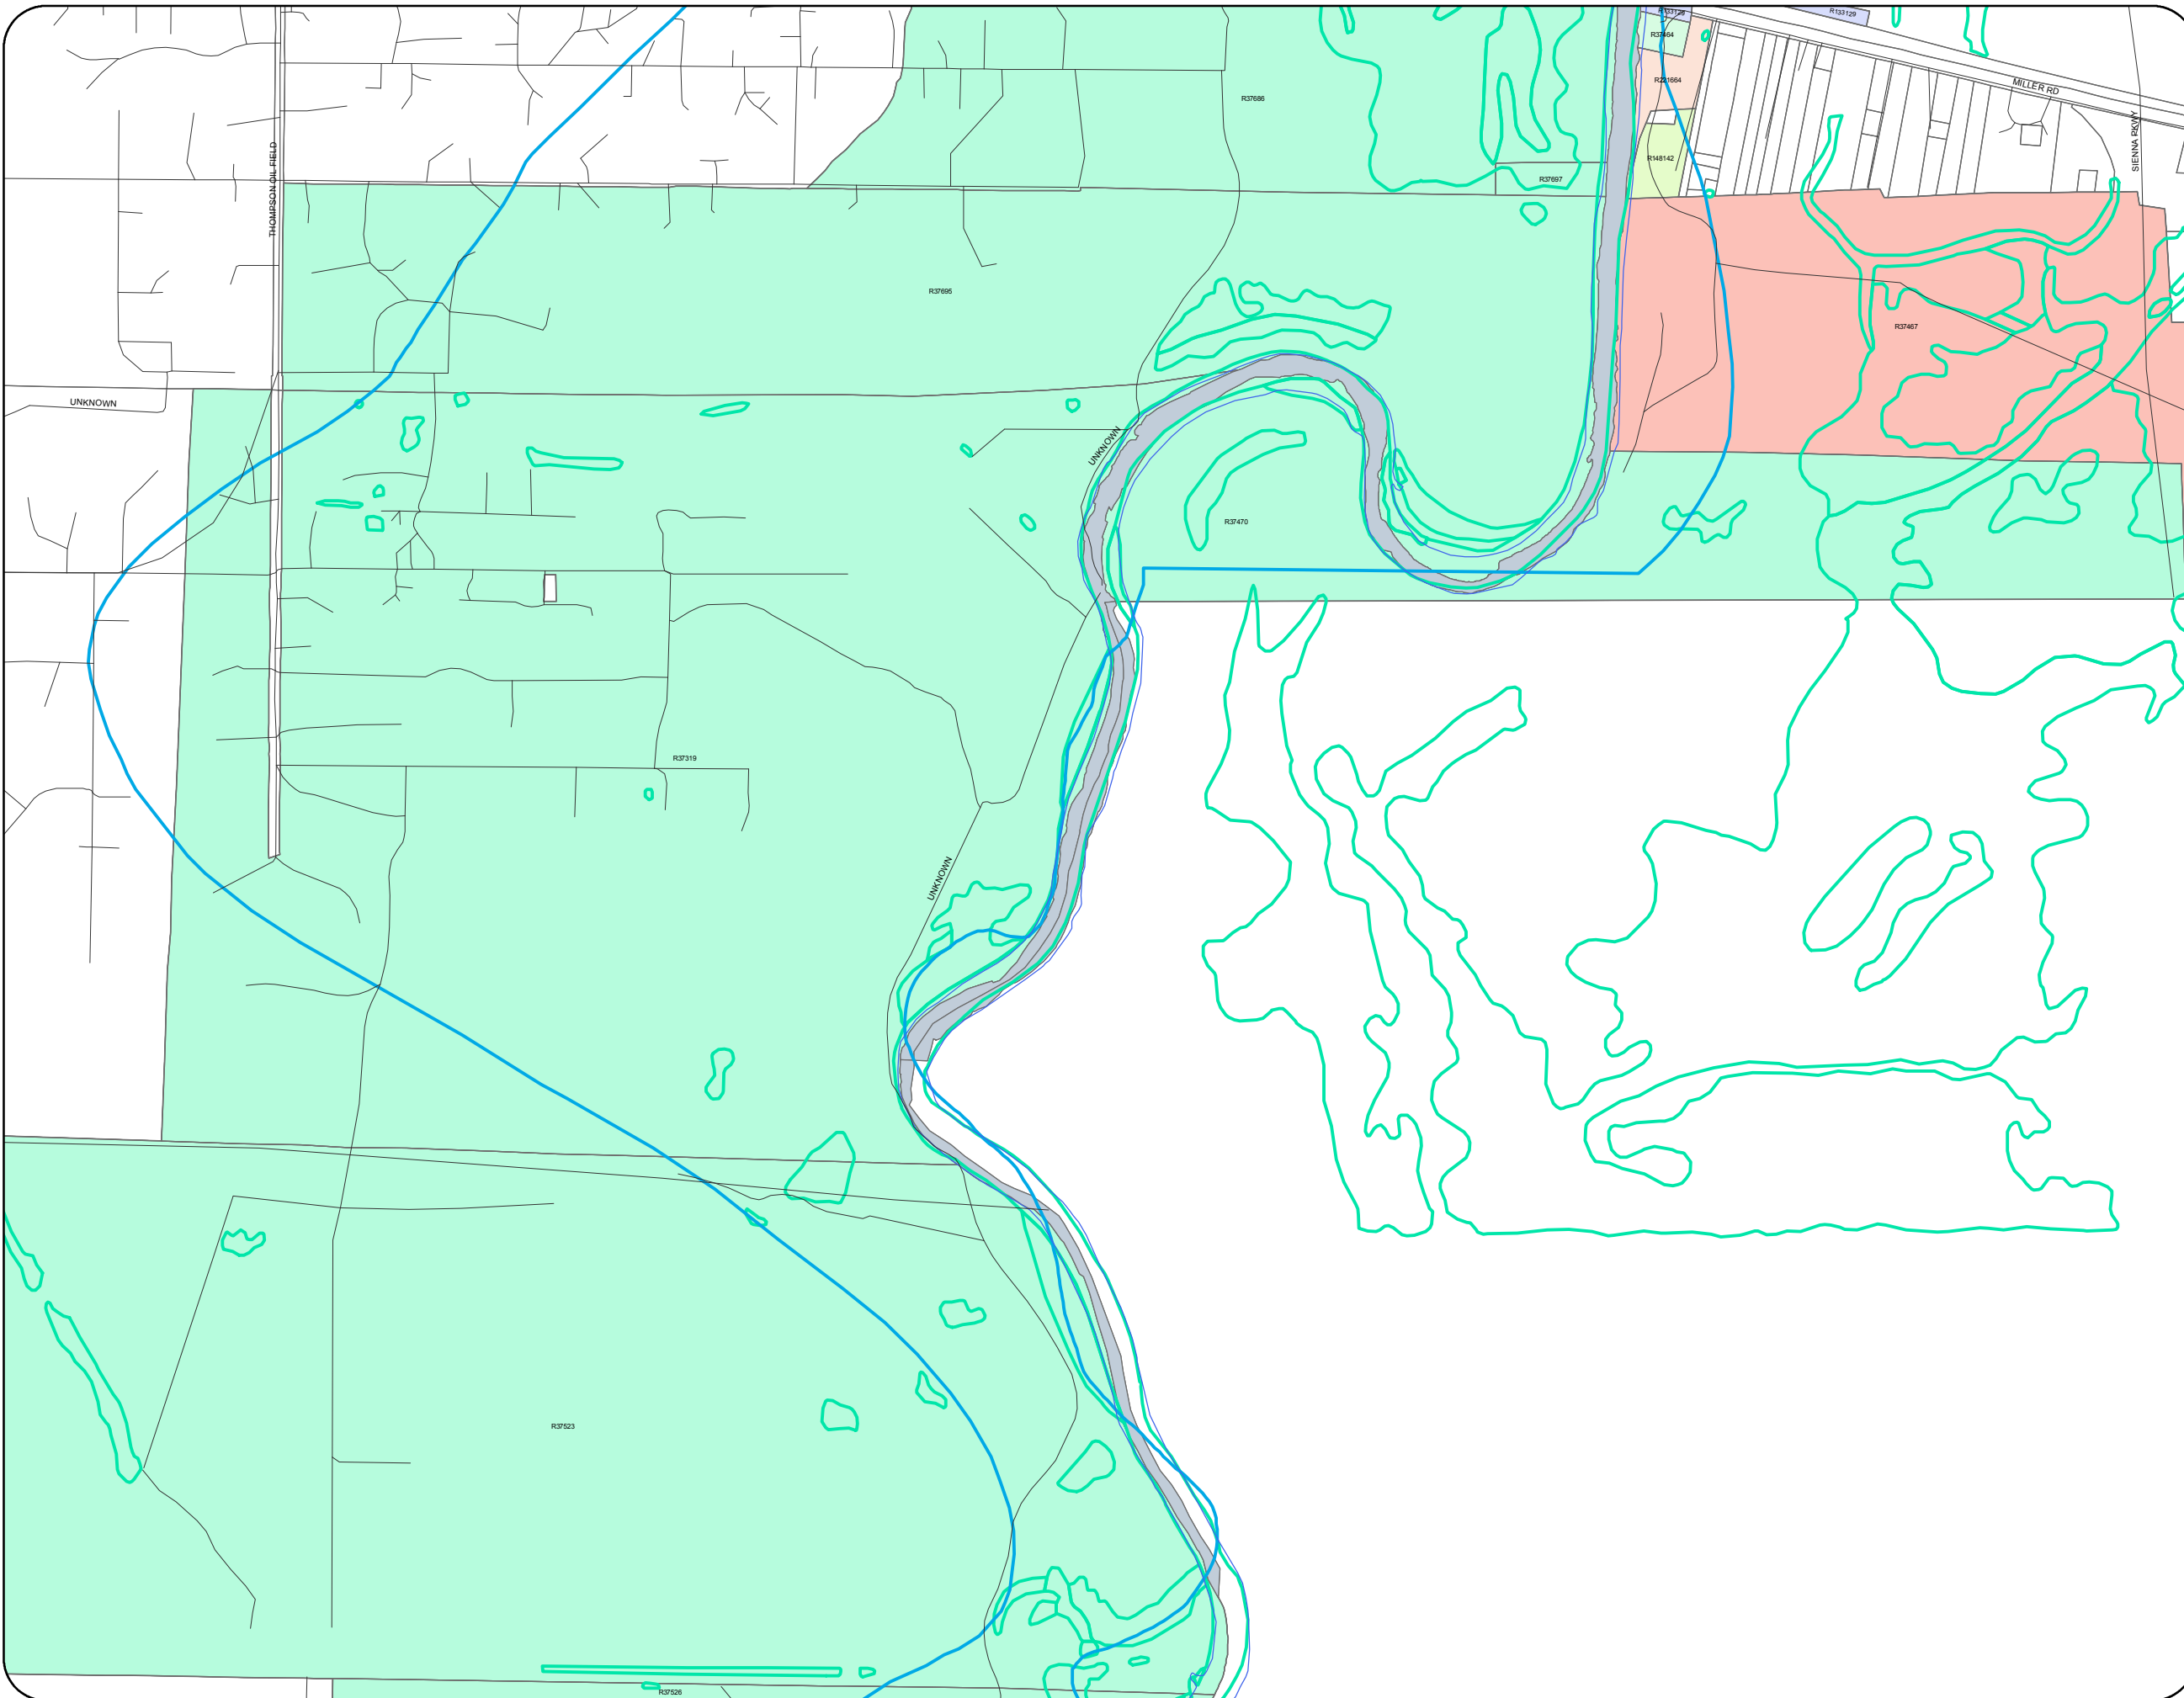 R133129
R133129
R37464
R221664
MILLER RD
R37686
SIENNA PKWY
THOMPSON OIL FIELD
R148142
R37697
R37695
R37467
UNKNOWN
UNKNOWN
R37470
R37319
UNKNOWN
R37523
R37526